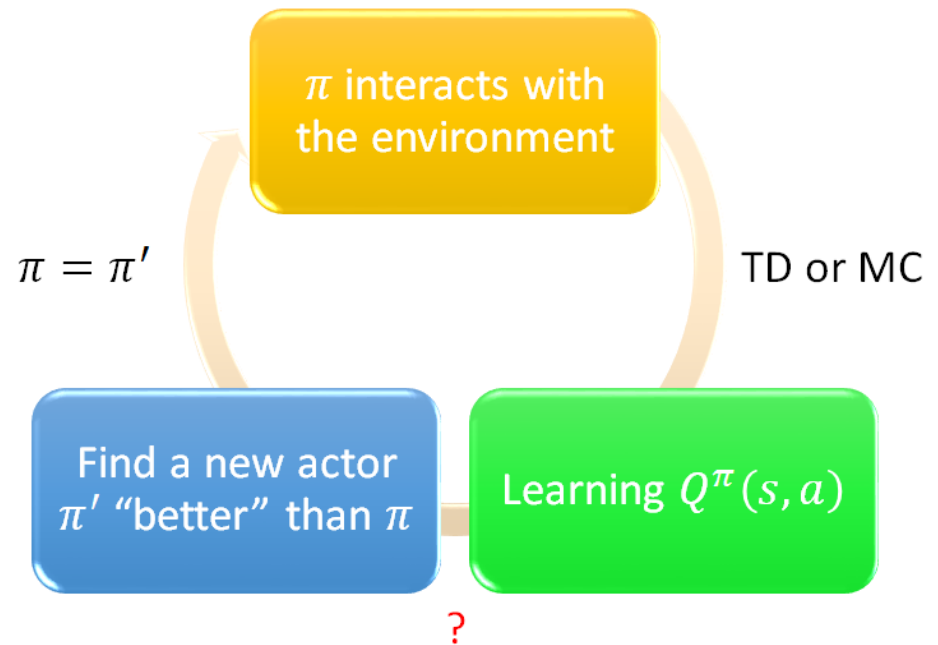 π interacts with
the environment
π = π′
TD or MC
Find a new actor
π′ “better” than π
Learning Q^π(s, a)
?